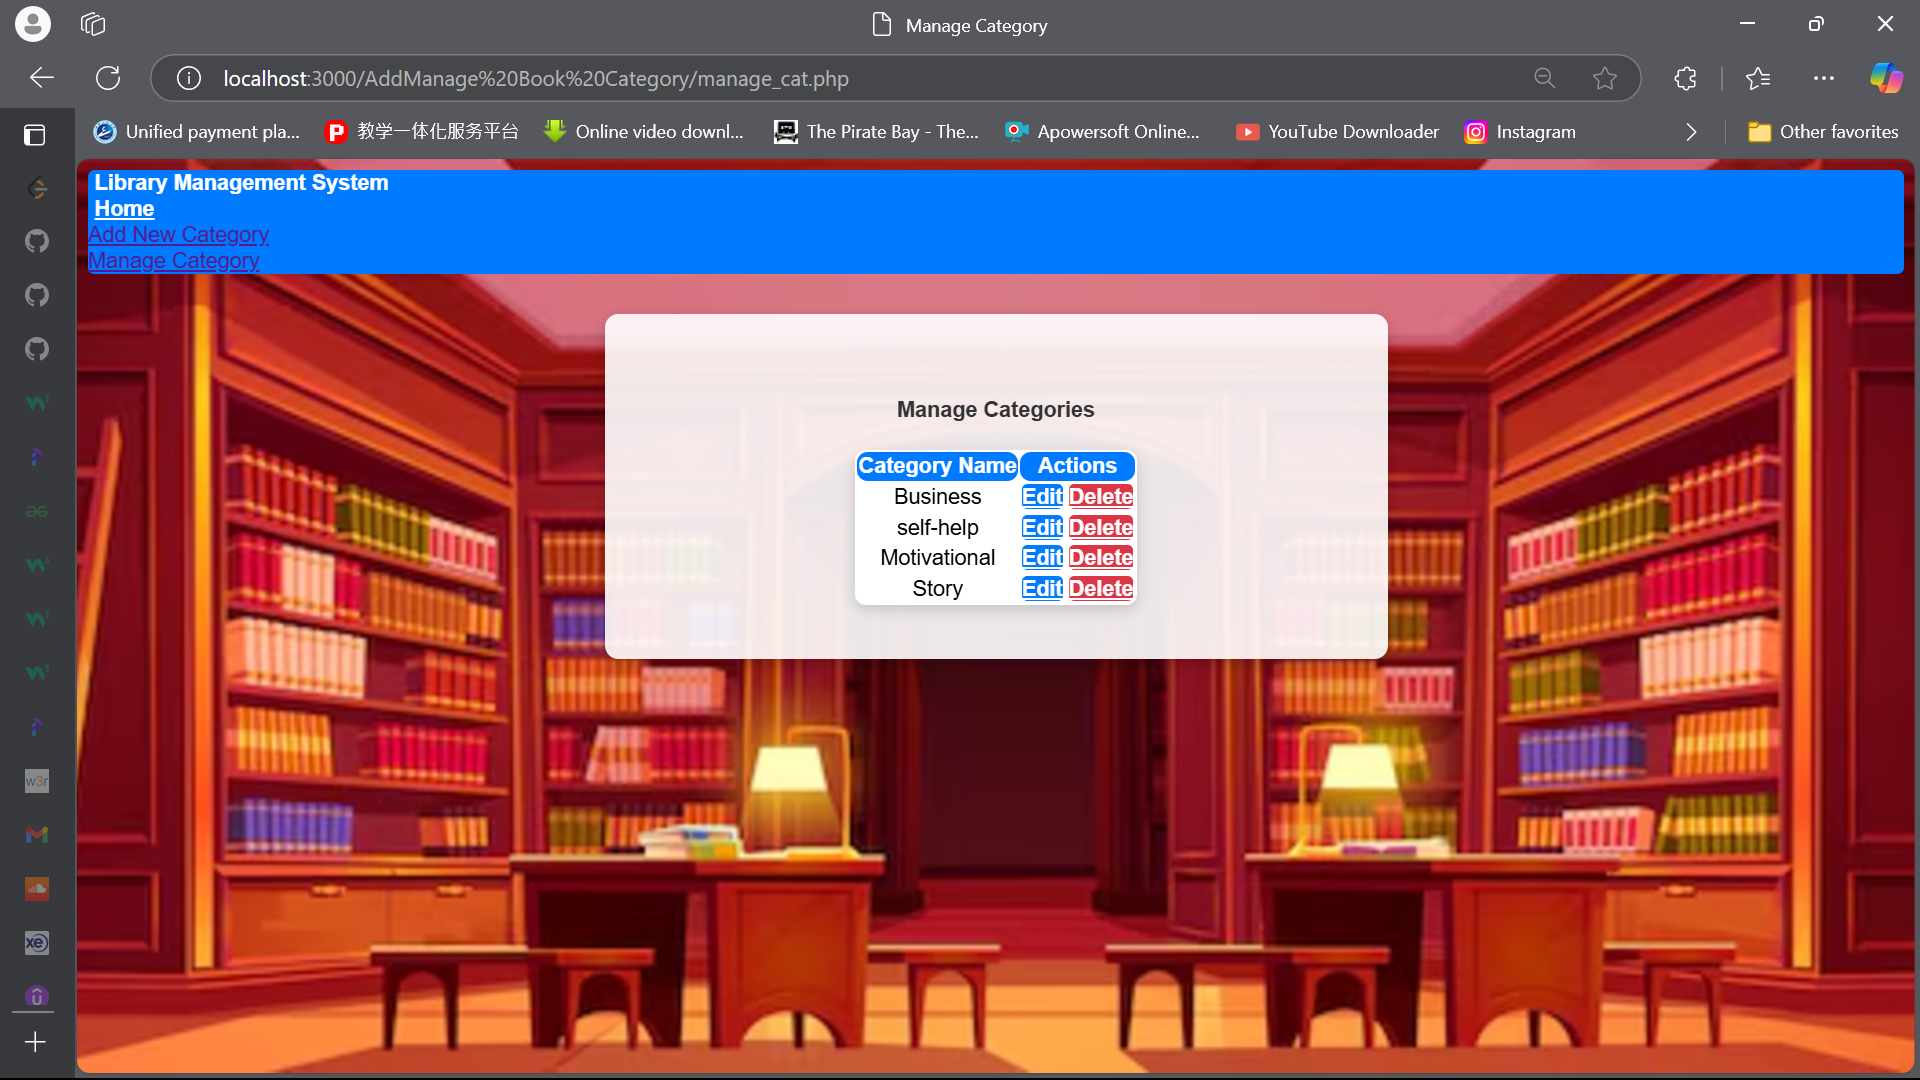 Manage Category
localhost:3000/AddManage%20Book%20Category/manage_cat.php
Unified payment pla...
教学一体化服务平台
Online video downl...
The Pirate Bay - The...
Apowersoft Online...
YouTube Downloader
Instagram
Other favorites
Library Management System
Home
Add New Category
Manage Category
Manage Categories
Category Name Actions
Business Edit Delete
self-help Edit Delete
Motivational Edit Delete
Story Edit Delete
w3r
xe